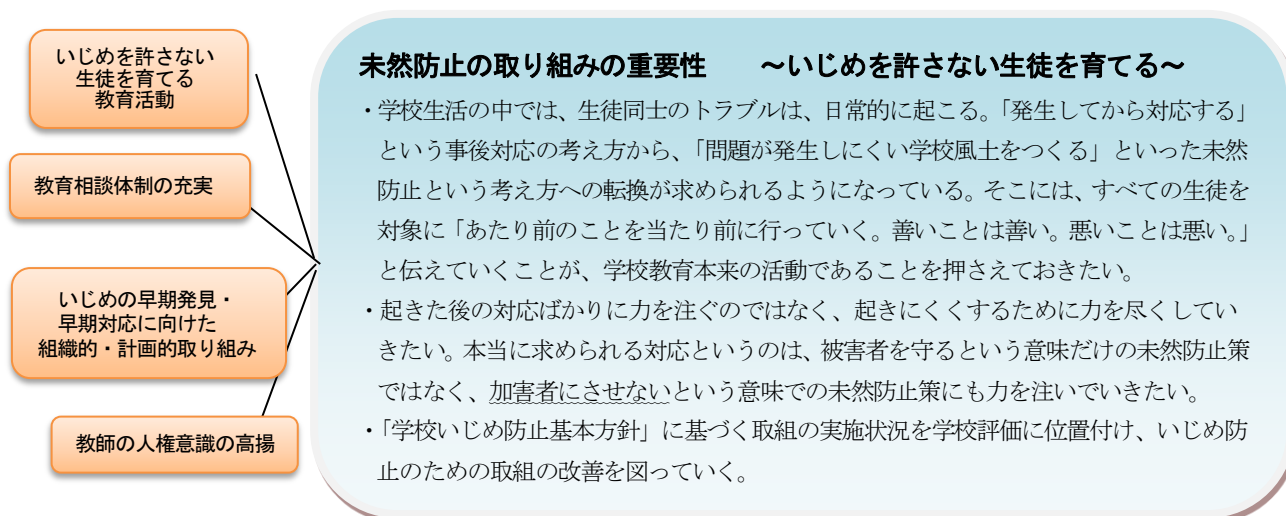 いじめを許さない
生徒を育てる
教育活動
教育相談体制の充実
いじめの早期発見・
早期対応に向けた
組織的・計画的取り組み
教師の人権意識の高揚
未然防止の取り組みの重要性　　～いじめを許さない生徒を育てる～
・学校生活の中では、生徒同士のトラブルは、日常的に起こる。「発生してから対応する」
という事後対応の考え方から、「問題が発生しにくい学校風土をつくる」といった未然
防止という考え方への転換が求められるようになっている。そこには、すべての生徒を
対象に「あたり前のことを当たり前に行っていく。善いことは善い。悪いことは悪い。」
と伝えていくことが、学校教育本来の活動であることを押さえておきたい。
・起きた後の対応ばかりに力を注ぐのではなく、起きにくくするために力を尽くしてい
きたい。本当に求められる対応というのは、被害者を守るという意味だけの未然防止策
ではなく、加害者にさせないという意味での未然防止策にも力を注いでいきたい。
・「学校いじめ防止基本方針」に基づく取組の実施状況を学校評価に位置付け、いじめ防
止のための取組の改善を図っていく。